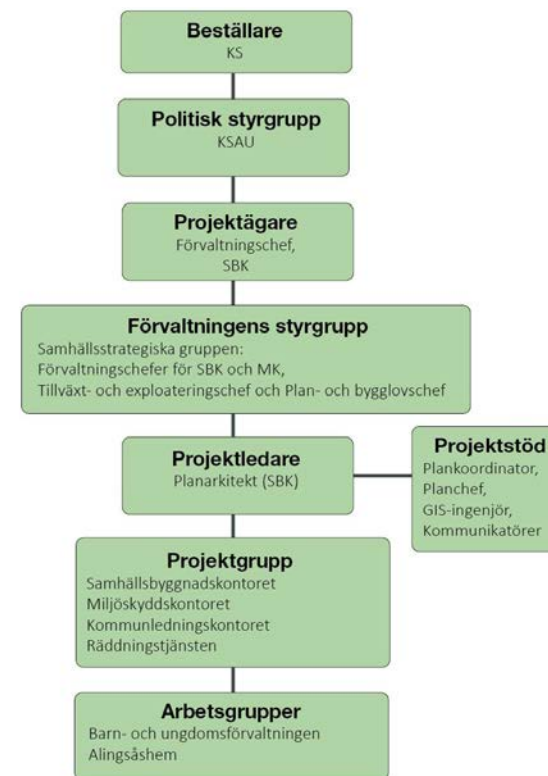 Beställare
KS
Politisk styrgrupp
KSAU
Projektägare
Förvaltningschef,
SBK
Förvaltningens styrgrupp
Samhällsstrategiska gruppen:
Förvaltningschefer för SBK och MK,
Tillväxt- och exploateringschef och Plan- och bygglovschef
Projektledare
Planarkitekt (SBK)
Projektstöd
Plankoordinator,
Planchef,
GIS-ingenjör,
Kommunikatörer
Projektgrupp
Samhällsbyggnadskontoret
Miljöskyddskontoret
Kommunledningskontoret
Räddningstjänsten
Arbetsgrupper
Barn- och ungdomsförvaltningen
Alingsåshem